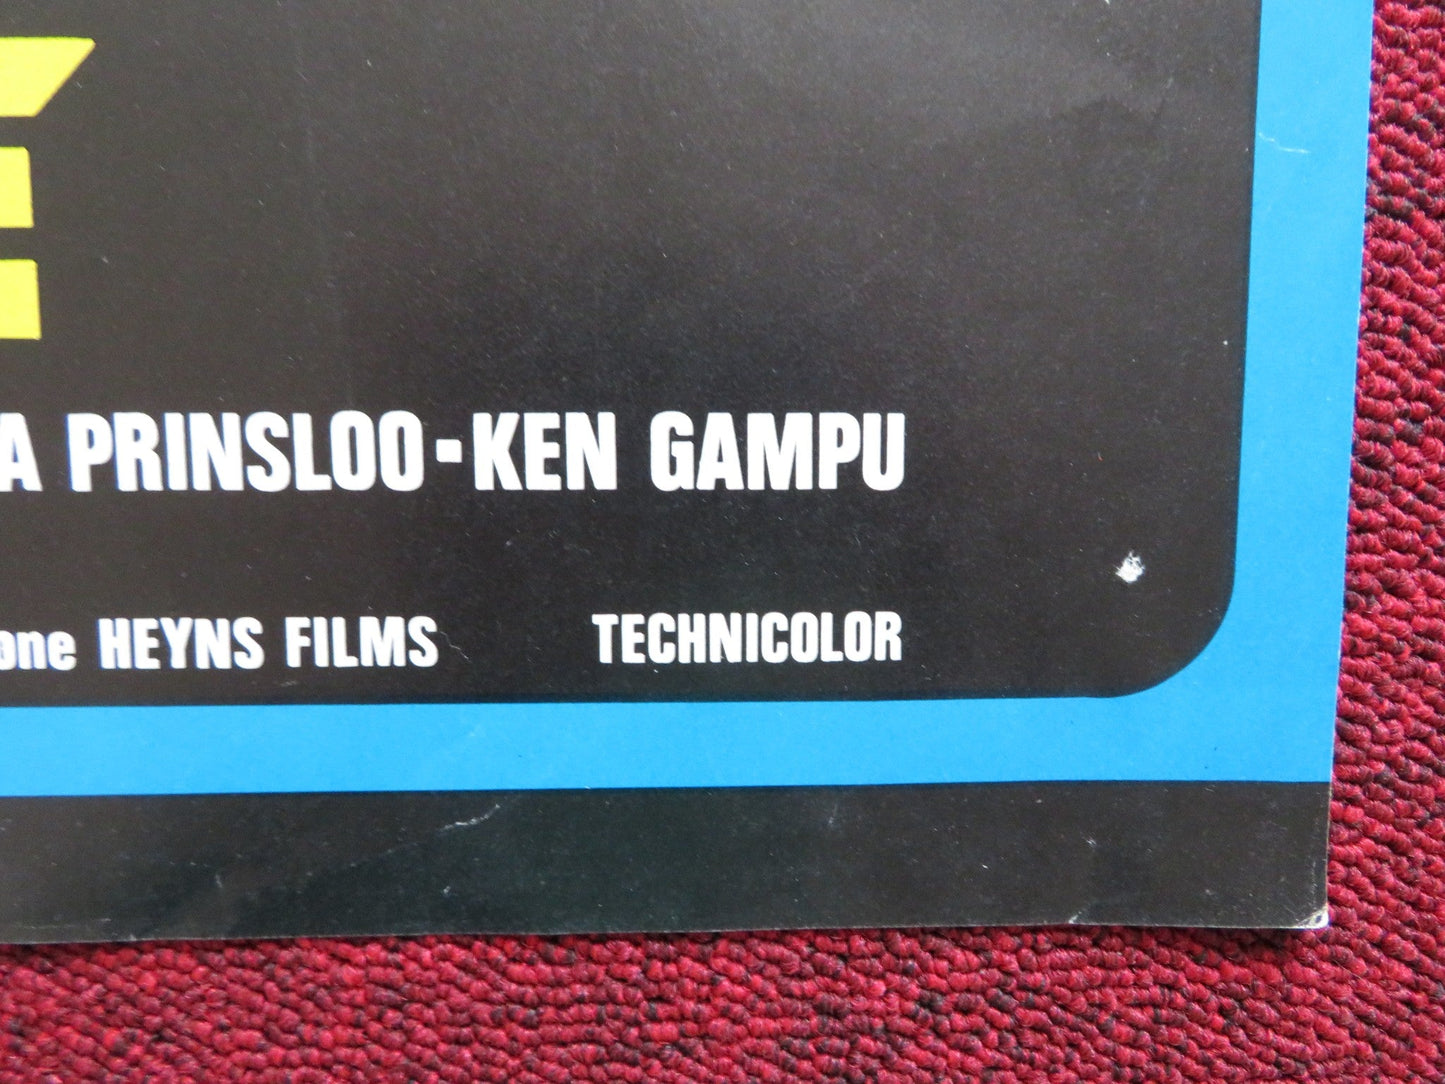 A PRINSLOO·KEN GAMPU
one HEYNS FILMS TECHNICOLOR